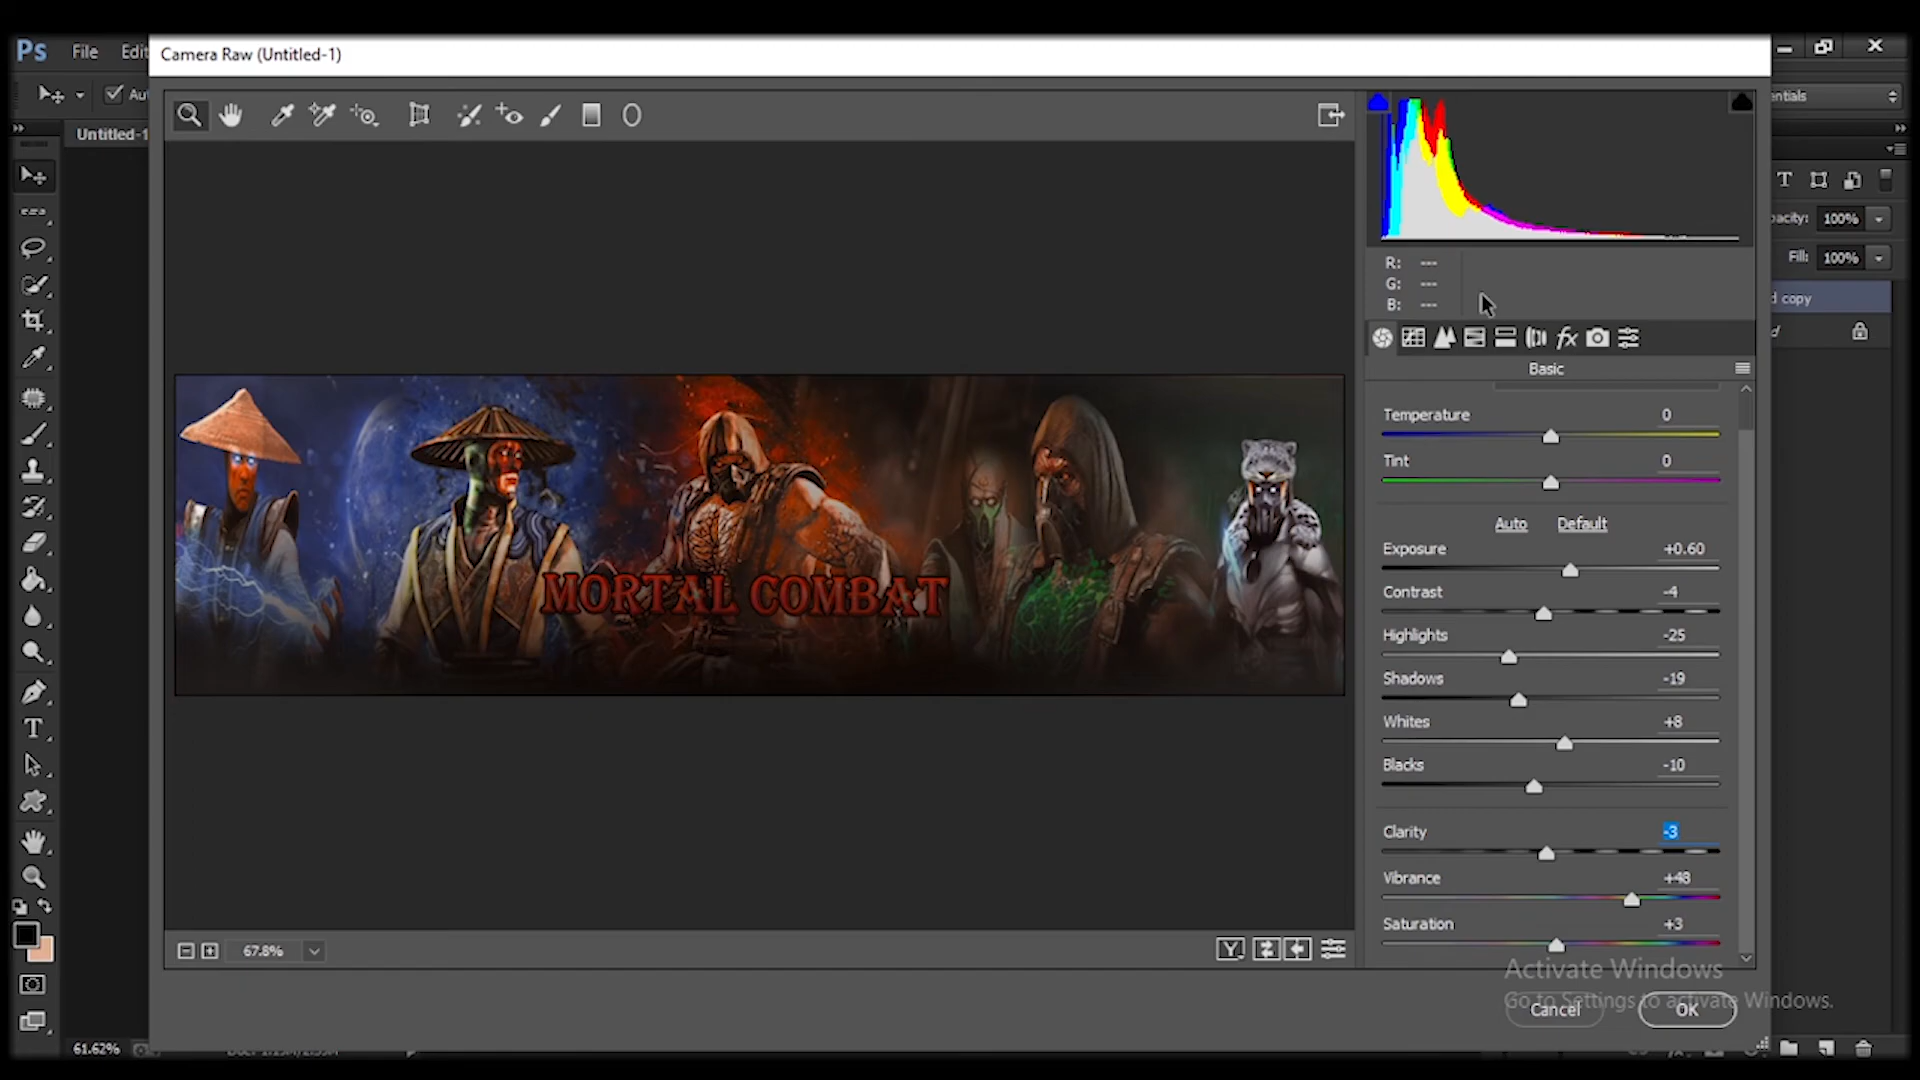 Ps File Edit
Camera Raw (Untitled-1)
Untitled-1
MORTAL COMBAT
R: ---
G: ---
B: ---
Basic
Temperature 0
Tint 0
Auto Default
Exposure +0.60
Contrast -4
Highlights -25
Shadows -19
Whites +8
Blacks -10
Clarity -3
Vibrance +48
Saturation +3
entials
pacity: 100%
Fill: 100%
d copy
d
67.8%
Activate Windows
Go to Settings to activate Windows.
Cancel OK
61.62%